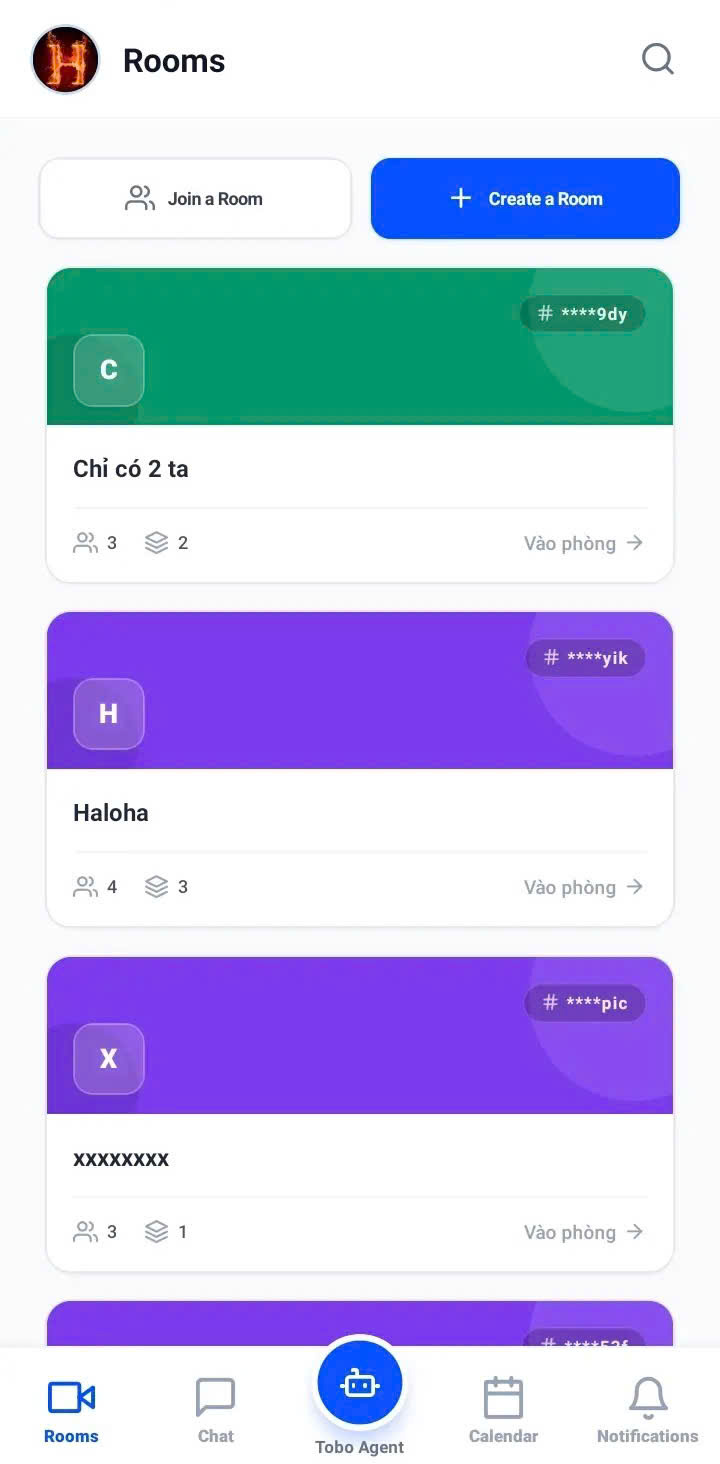 H
Rooms
Join a Room
Create a Room
# ****9dy
C
Chỉ có 2 ta
3
2
Vào phòng →
# ****yik
H
Haloha
4
3
Vào phòng →
# ****pic
X
xxxxxxxx
3
1
Vào phòng →
Rooms
Chat
Tobo Agent
Calendar
Notifications